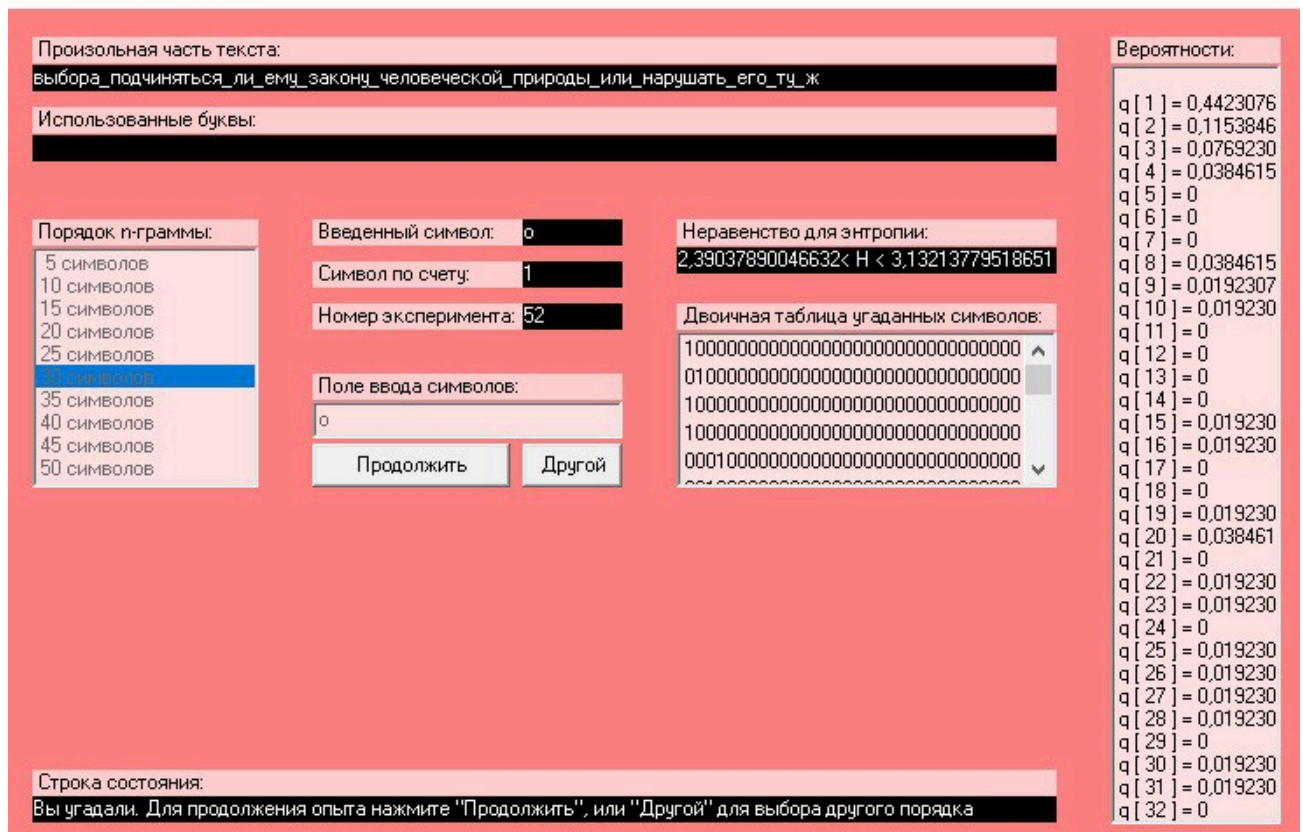 Произольная часть текста:
выбора_подчиняться_ли_ему_закону_человеческой_природы_или_нарушать_его_ту_ж
Использованные буквы:
Порядок n-граммы:
5 символов
10 символов
15 символов
20 символов
25 символов
30 символов
35 символов
40 символов
45 символов
50 символов
Введенный символ: о
Символ по счету: 1
Номер эксперимента: 52
Поле ввода символов:
о
Продолжить
Другой
Неравенство для энтропии:
2,39037890046632< H < 3,13213779518651
Двоичная таблица угаданных символов:
10000000000000000000000000000000
01000000000000000000000000000000
10000000000000000000000000000000
10000000000000000000000000000000
00010000000000000000000000000000
Вероятности:
q [ 1 ] = 0,4423076
q [ 2 ] = 0,1153846
q [ 3 ] = 0,0769230
q [ 4 ] = 0,0384615
q [ 5 ] = 0
q [ 6 ] = 0
q [ 7 ] = 0
q [ 8 ] = 0,0384615
q [ 9 ] = 0,0192307
q [ 10 ] = 0,019230
q [ 11 ] = 0
q [ 12 ] = 0
q [ 13 ] = 0
q [ 14 ] = 0
q [ 15 ] = 0,019230
q [ 16 ] = 0,019230
q [ 17 ] = 0
q [ 18 ] = 0
q [ 19 ] = 0,019230
q [ 20 ] = 0,038461
q [ 21 ] = 0
q [ 22 ] = 0,019230
q [ 23 ] = 0,019230
q [ 24 ] = 0
q [ 25 ] = 0,019230
q [ 26 ] = 0,019230
q [ 27 ] = 0,019230
q [ 28 ] = 0,019230
q [ 29 ] = 0
q [ 30 ] = 0,019230
q [ 31 ] = 0,019230
q [ 32 ] = 0
Строка состояния:
Вы угадали. Для продолжения опыта нажмите "Продолжить", или "Другой" для выбора другого порядка